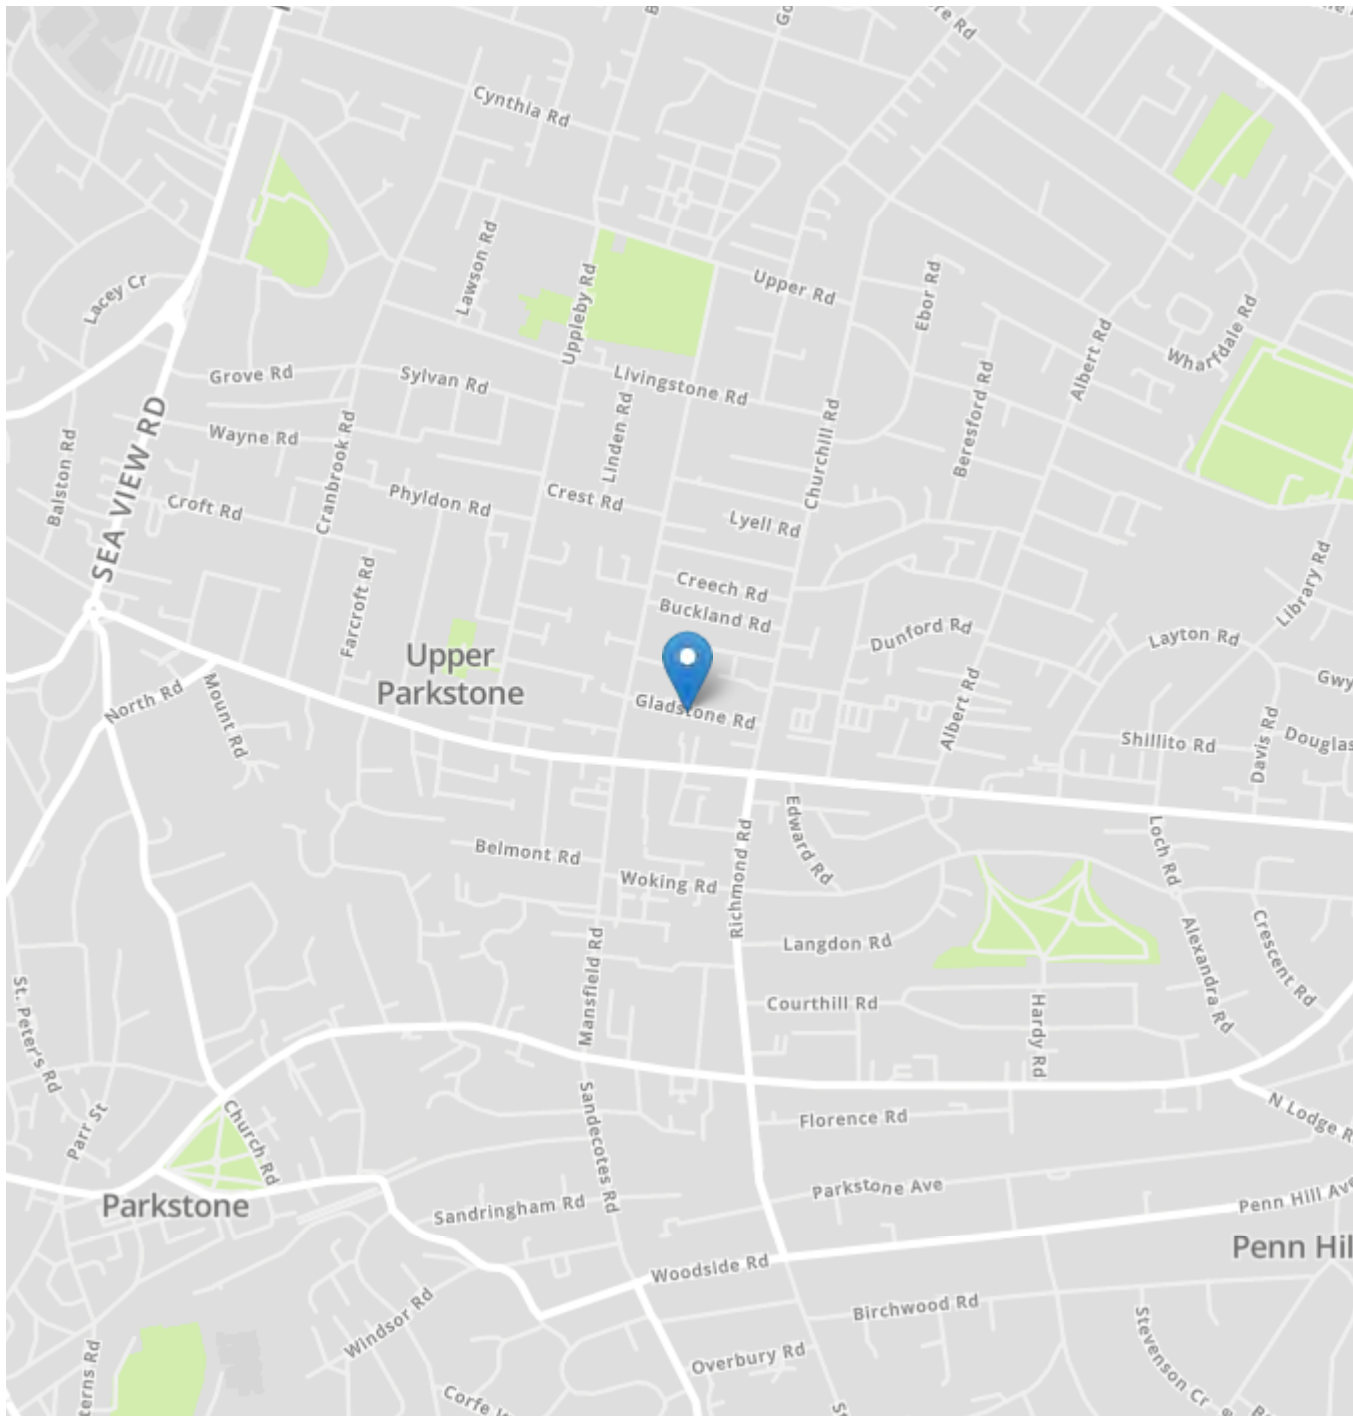 Cynthia Rd
Lawson Rd
Lacey Cr
Uppleby Rd
Upper Rd
Ebor Rd
Albert Rd
Wharfdale Rd
Grove Rd
Sylvan Rd
Livingstone Rd
Linden Rd
Beresford Rd
SEA VIEW RD
Wayne Rd
Cranbrook Rd
Churchill Rd
Balston Rd
Croft Rd
Phyldon Rd
Crest Rd
Lyell Rd
Farcroft Rd
Creech Rd
Buckland Rd
Dunford Rd
Library Rd
Layton Rd
Upper
Parkstone
North Rd
Mount Rd
Gladstone Rd
Albert Rd
Shillito Rd
Davis Rd
Douglas
Belmont Rd
Woking Rd
Richmond Rd
Edward Rd
Loch Rd
Mansfield Rd
Langdon Rd
Alexandra Rd
Crescent Rd
St. Peter's Rd
Courthill Rd
Hardy Rd
Parr St
Church Rd
Sandecotes Rd
Florence Rd
N Lodge R
Parkstone
Sandringham Rd
Parkstone Ave
Penn Hill Ave
Penn Hil
Woodside Rd
Windsor Rd
Birchwood Rd
Overbury Rd
Stevenson Cr
Corfe